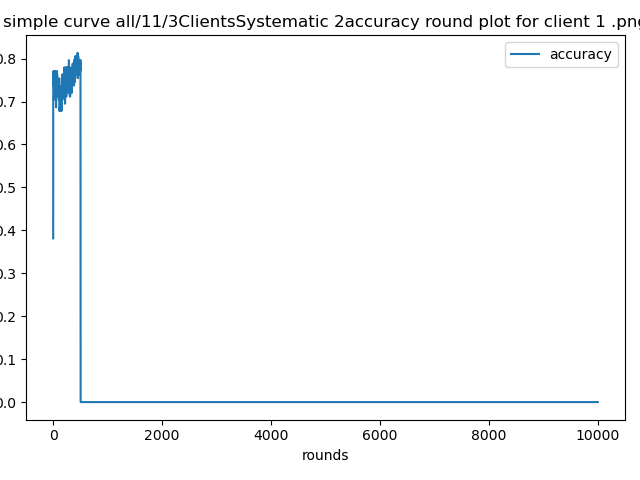 simple curve all/11/3ClientsSystematic 2accuracy round plot for client 1 .png
accuracy
0.8
0.7
0.6
0.5
0.4
0.3
0.2
0.1
0.0
0 2000 4000 6000 8000 10000
rounds